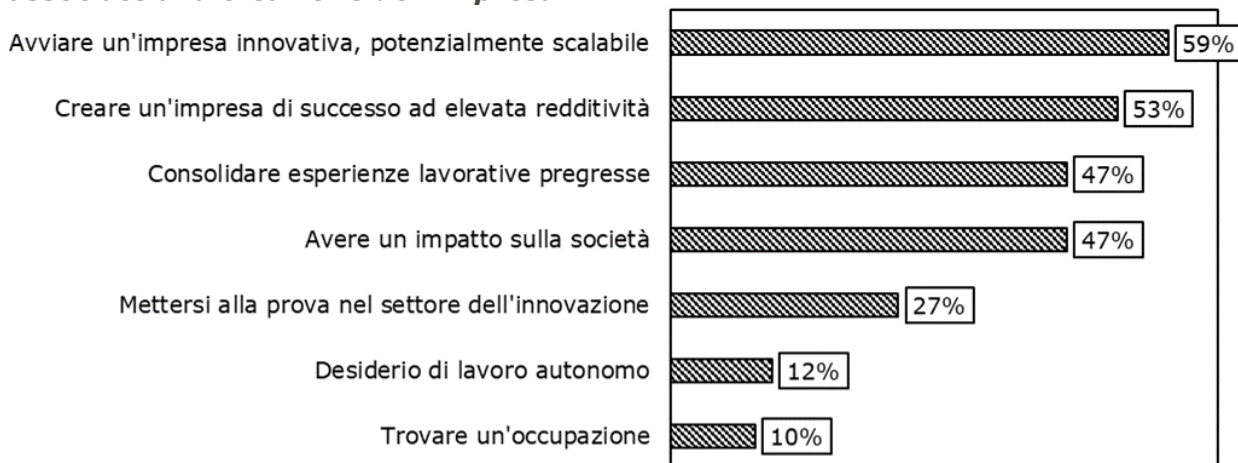 Avviare un'impresa innovativa, potenzialmente scalabile 59%
Creare un'impresa di successo ad elevata redditività 53%
Consolidare esperienze lavorative pregresse 47%
Avere un impatto sulla società 47%
Mettersi alla prova nel settore dell'innovazione 27%
Desiderio di lavoro autonomo 12%
Trovare un'occupazione 10%